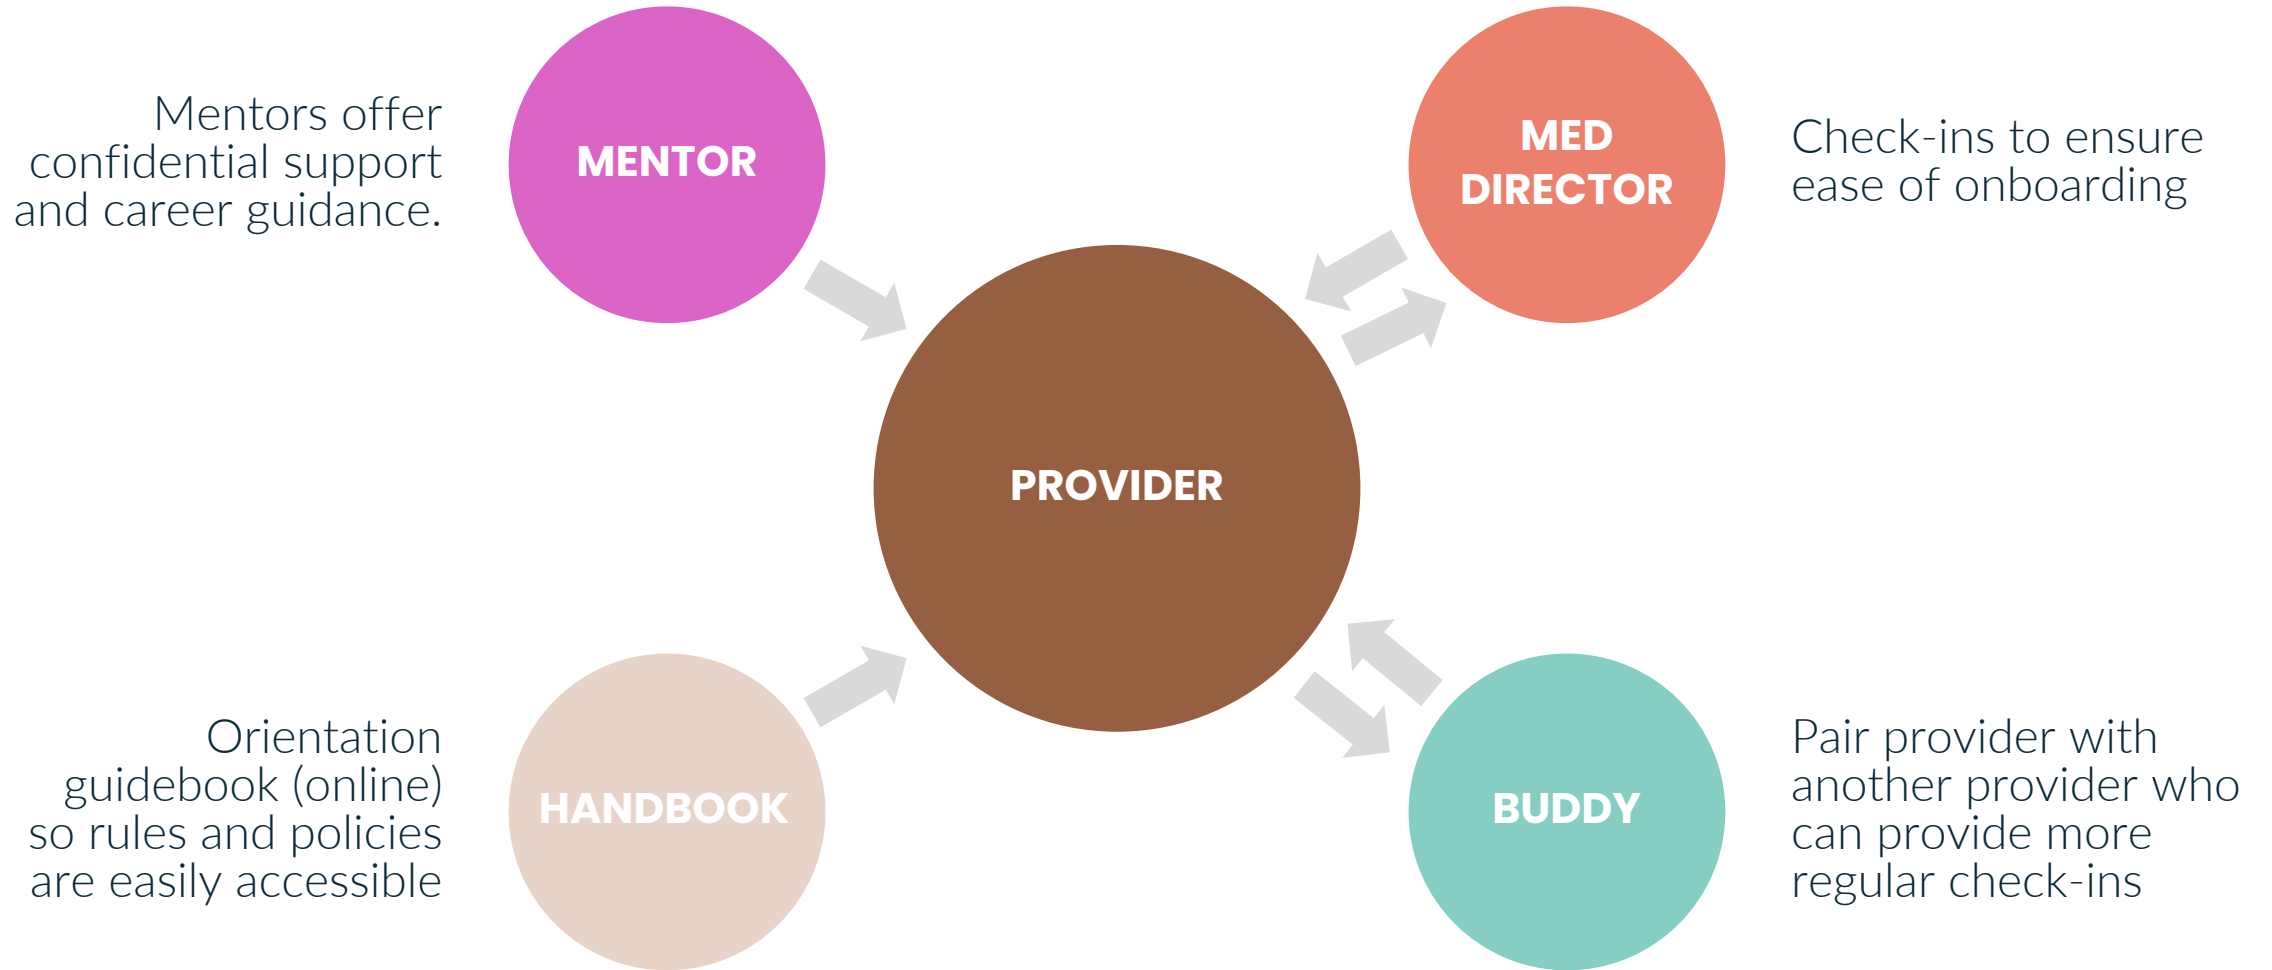 Mentors offer
confidential support
and career guidance.
MENTOR
MED
DIRECTOR
Check-ins to ensure
ease of onboarding
PROVIDER
Orientation
guidebook (online)
so rules and policies
are easily accessible
HANDBOOK
BUDDY
Pair provider with
another provider who
can provide more
regular check-ins